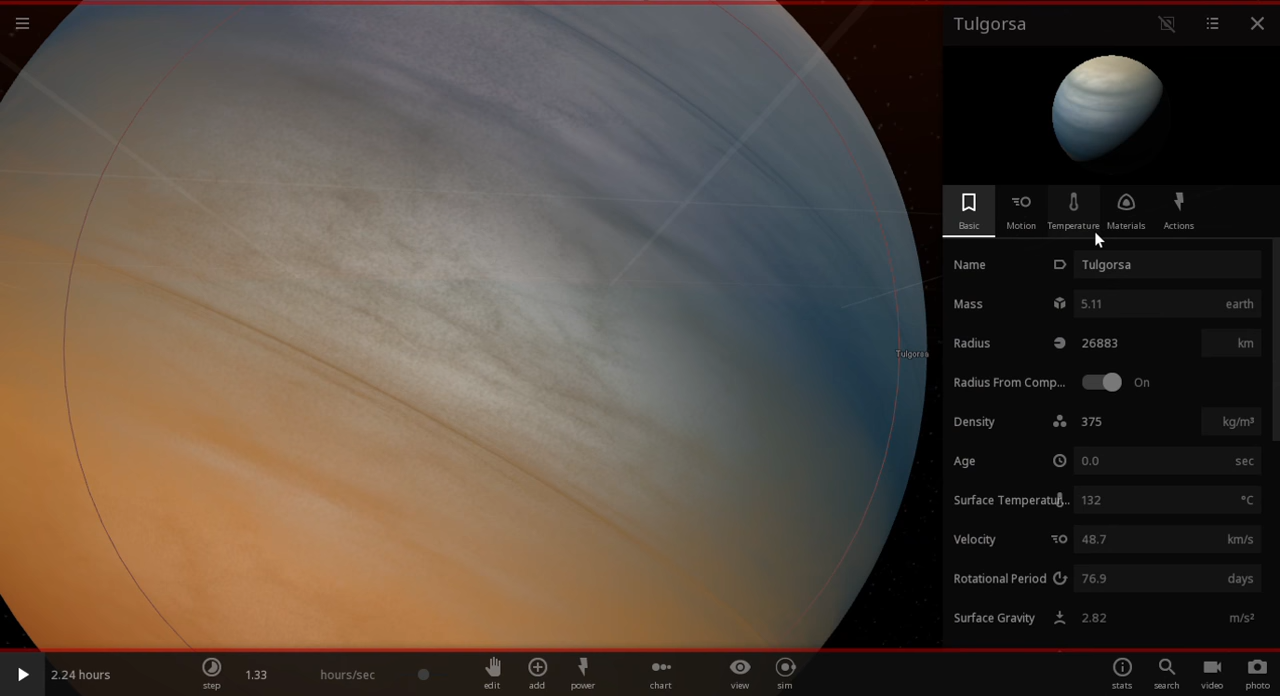 Tulgorsa
Basic Motion Temperature Materials Actions
Name Tulgorsa
Mass 5.11 earth
Radius 26883 km
Radius From Comp... On
Density 375 kg/m³
Age 0.0 sec
Surface Temperatur... 132 °C
Velocity 48.7 km/s
Rotational Period 76.9 days
Surface Gravity 2.82 m/s²
Tulgorsa
2.24 hours step 1.33 hours/sec edit add power chart view sim stats search video photo